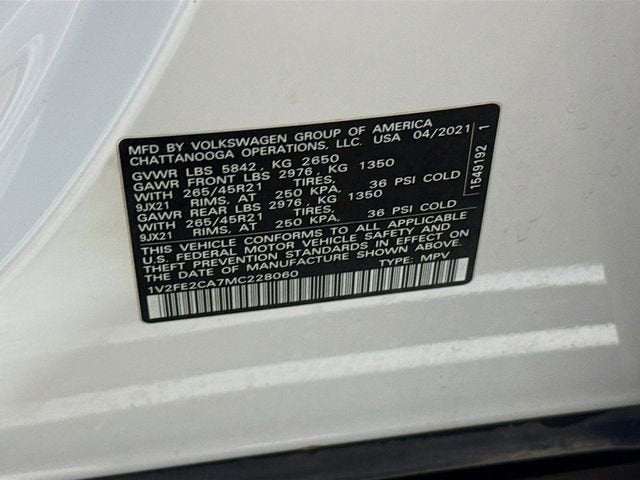 MFD BY VOLKSWAGEN GROUP OF AMERICA
CHATTANOOGA OPERATIONS, LLC. USA 04/2021
GVWR LBS 5842, KG 2650
GAWR FRONT LBS 2976, KG 1350
WITH 265/45R21 TIRES,
9JX21 RIMS, AT 250 KPA, 36 PSI COLD
GAWR REAR LBS 2976, KG 1350
WITH 265/45R21 TIRES,
9JX21 RIMS, AT 250 KPA, 36 PSI COLD
THIS VEHICLE CONFORMS TO ALL APPLICABLE
U.S. FEDERAL MOTOR VEHICLE SAFETY AND
THEFT PREVENTION STANDARDS IN EFFECT ON
THE DATE OF MANUFACTURE SHOWN ABOVE.
1V2FE2CA7MC228060 TYPE: MPV
1549192 1